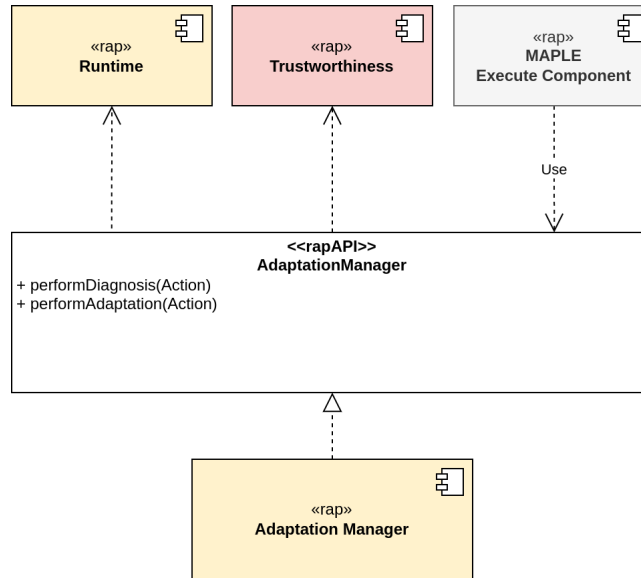 «rap»
Runtime
«rap»
Trustworthiness
«rap»
MAPLE
Execute Component
Use
<<rapAPI>>
AdaptationManager
+ performDiagnosis(Action)
+ performAdaptation(Action)
«rap»
Adaptation Manager